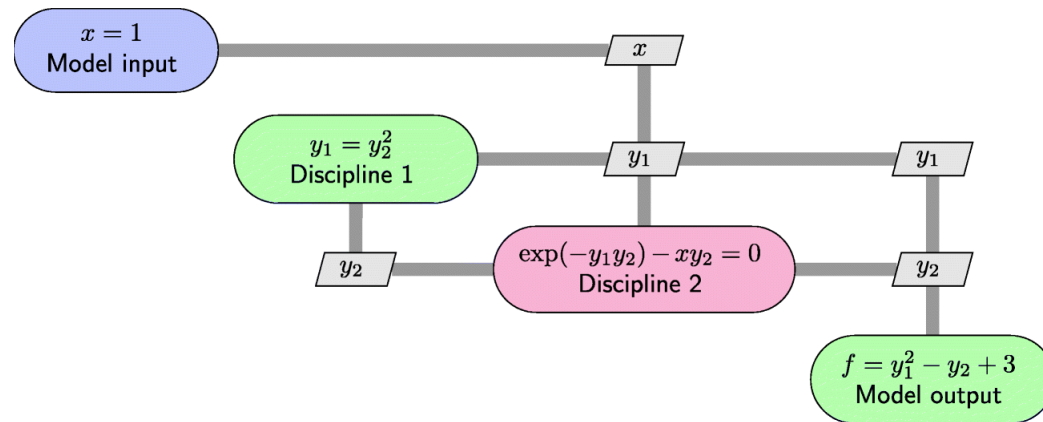 x = 1
Model input
x
y₁ = y₂²
Discipline 1
y₁
y₁
y₂
exp(−y₁y₂) − xy₂ = 0
Discipline 2
y₂
f = y₁² − y₂ + 3
Model output